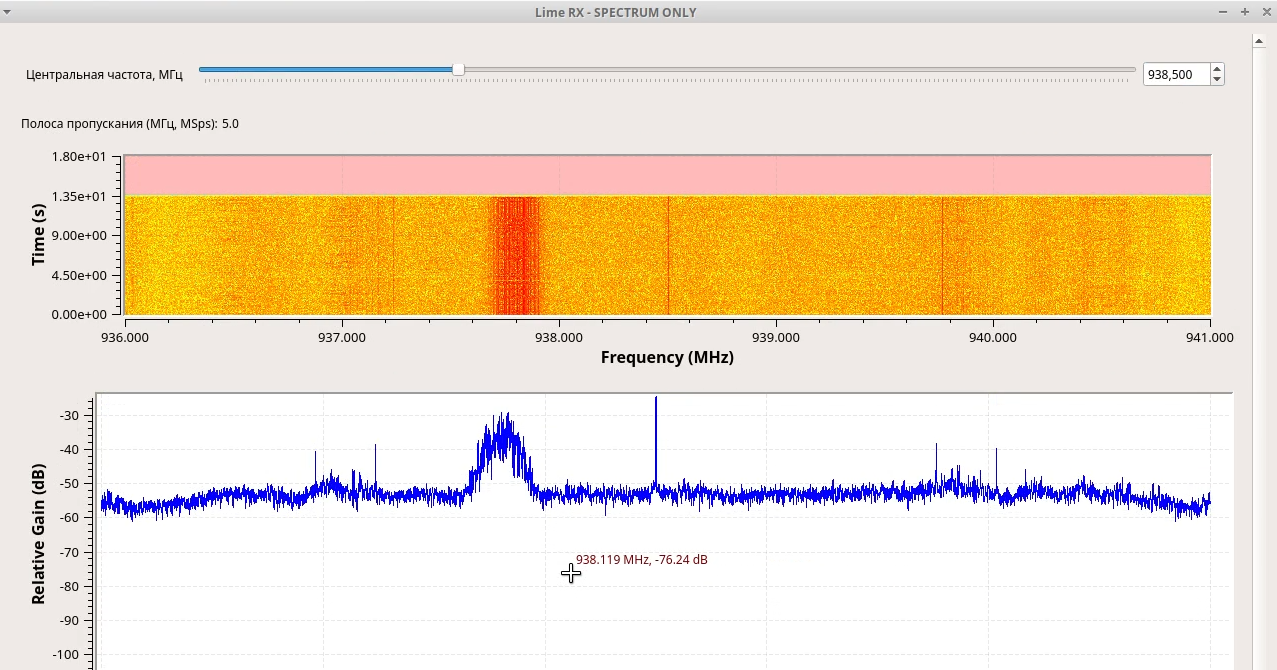 Lime RX - SPECTRUM ONLY
Центральная частота, МГц
938,500
Полоса пропускания (МГц, MSps): 5.0
1.80e+01
1.35e+01
9.00e+00
4.50e+00
0.00e+00
Time (s)
936.000 937.000 938.000 939.000 940.000 941.000
Frequency (MHz)
-30
-40
-50
-60
-70
-80
-90
-100
Relative Gain (dB)
938.119 MHz, -76.24 dB